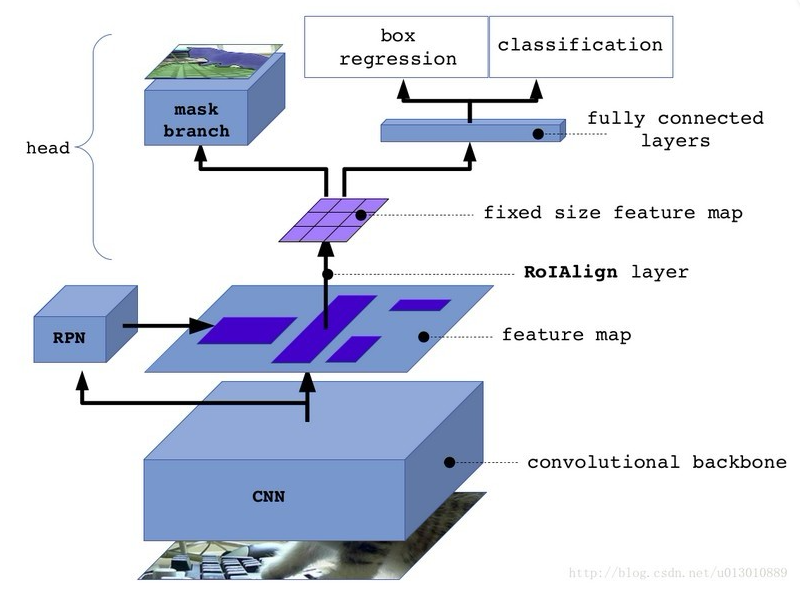 box
regression
classification
mask
branch
fully connected
layers
head
fixed size feature map
RoIAlign layer
RPN
feature map
convolutional backbone
CNN
http://blog.csdn.net/u013010889